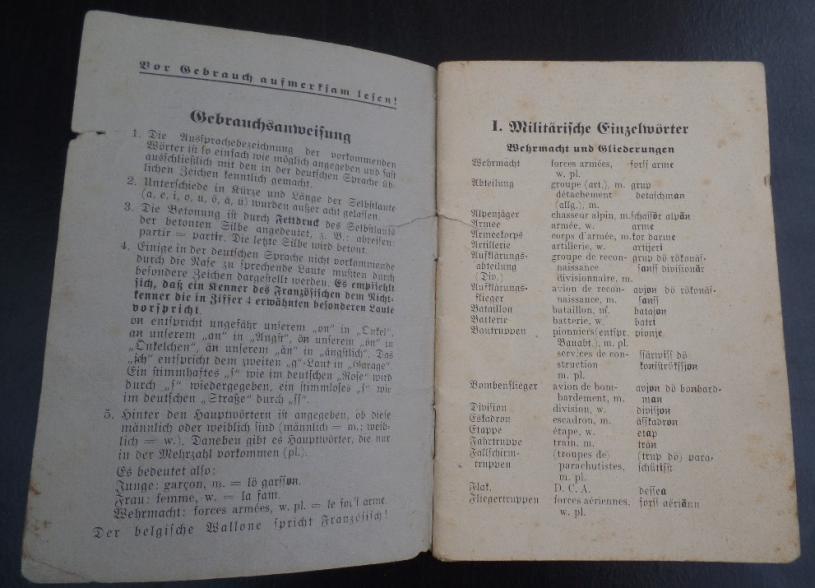 Vor Gebrauch aufmerksam lesen!
Gebrauchsanweisung
1. Die Aussprachebezeichnung der vorkommenden
Wörter ist so einfach wie möglich angegeben und fast
ausschließlich mit den in der deutschen Sprache üb-
lichen Zeichen kenntlich gemacht.
2. Unterschiede in Kürze und Länge der Selbstlaute
(a, e, i, o, u, ö, ä, ü) wurden außer acht gelassen.
3. Die Betonung ist durch Fettdruck des Selbstlauts
der betonten Silbe angedeutet, z. B.: abreisen:
partir = partir. Die letzte Silbe wird betont.
4. Einige in der deutschen Sprache nicht vorkommende
durch die Nase zu sprechende Laute mußten durch
besondere Zeichen dargestellt werden. Es empfiehlt
sich, daß ein Kenner des Französischen dem Nicht-
kenner die in Ziffer 4 erwähnten besonderen Laute
vorspricht.
on entspricht ungefähr unserem „on" in „Onkel",
an unserem „an" in „Angst", ön unserem „ön" in
„Önkelchen", än unserem „än" in „ängstlich". Das
„sch" entspricht dem zweiten „g"-Laut in „Garage"
Ein stimmhaftes „s" wie im deutschen „Rose" wird
durch „s" wiedergegeben, ein stimmloses „s" wie
im deutschen „Straße" durch „ss".
5. Hinter den Hauptwörtern ist angegeben, ob diese
männlich oder weiblich sind (männlich = m.; weib-
lich = w.). Daneben gibt es Hauptwörter, die nur
in der Mehrzahl vorkommen (pl.).
Es bedeutet also:
Junge: garçon, m. = lö garsson.
Frau: femme, w. = la fam.
Wehrmacht: forces armées, w. pl. = le fors arme.
Der belgische Wallone spricht Französisch!
I. Militärische Einzelwörter
Wehrmacht und Gliederungen
Wehrmacht forces armées, forss arme
w. pl.
Abteilung groupe (art.), m. grup
détachement detaschman
(allg.), m.
Alpenjäger chasseur alpin, m. schassör alpän
Armee armée, w. arme
Armeekorps corps d'armée, m. kor darme
Artillerie artillerie, w. artijeri
Aufklärungs- groupe de recon- grup dö rökonäs-
abteilung naissance sanss divisionär
(Div.) divisionnaire, m.
Aufklärungs- avion de recon- avjon dö rökonäs-
flieger naissance, m. sanss
Bataillon bataillon, m. batajon
Batterie batterie, w. batri
Bautruppen pionniers (entspr. pionje
Bauabt.), m. pl.
services de con- ssärwiss dö
struction konsstrükssjon
m. pl.
Bombenflieger avion de bom- avjon dö bonbard-
bardement, m. man
Division division, w. division
Eskadron escadron, m. ässkadron
Etappe étape, w. etap
Fahrtruppe train, m. trän
Fallschirm- (troupes de) (trup dö) para-
truppen parachutistes, schütisst
m. pl.
Flak D. C. A. dessea
Fliegertruppen forces aériennes, forss aeriänn
w. pl.